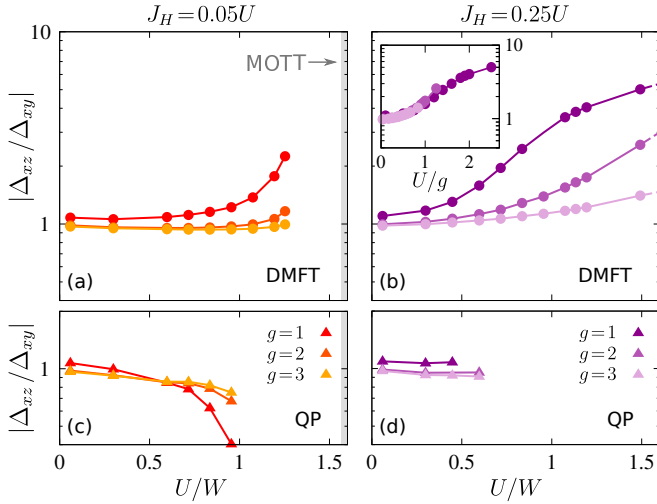 J_H=0.05U
J_H=0.25U
10
1
|Δ_xz/Δ_xy|
MOTT
(a)
DMFT
10
1
0 1 2
U/g
(b)
DMFT
1
|Δ_xz/Δ_xy|
g=1
g=2
g=3
(c)
QP
g=1
g=2
g=3
(d)
QP
0 0.5 1 1.5
U/W
0 0.5 1 1.5
U/W